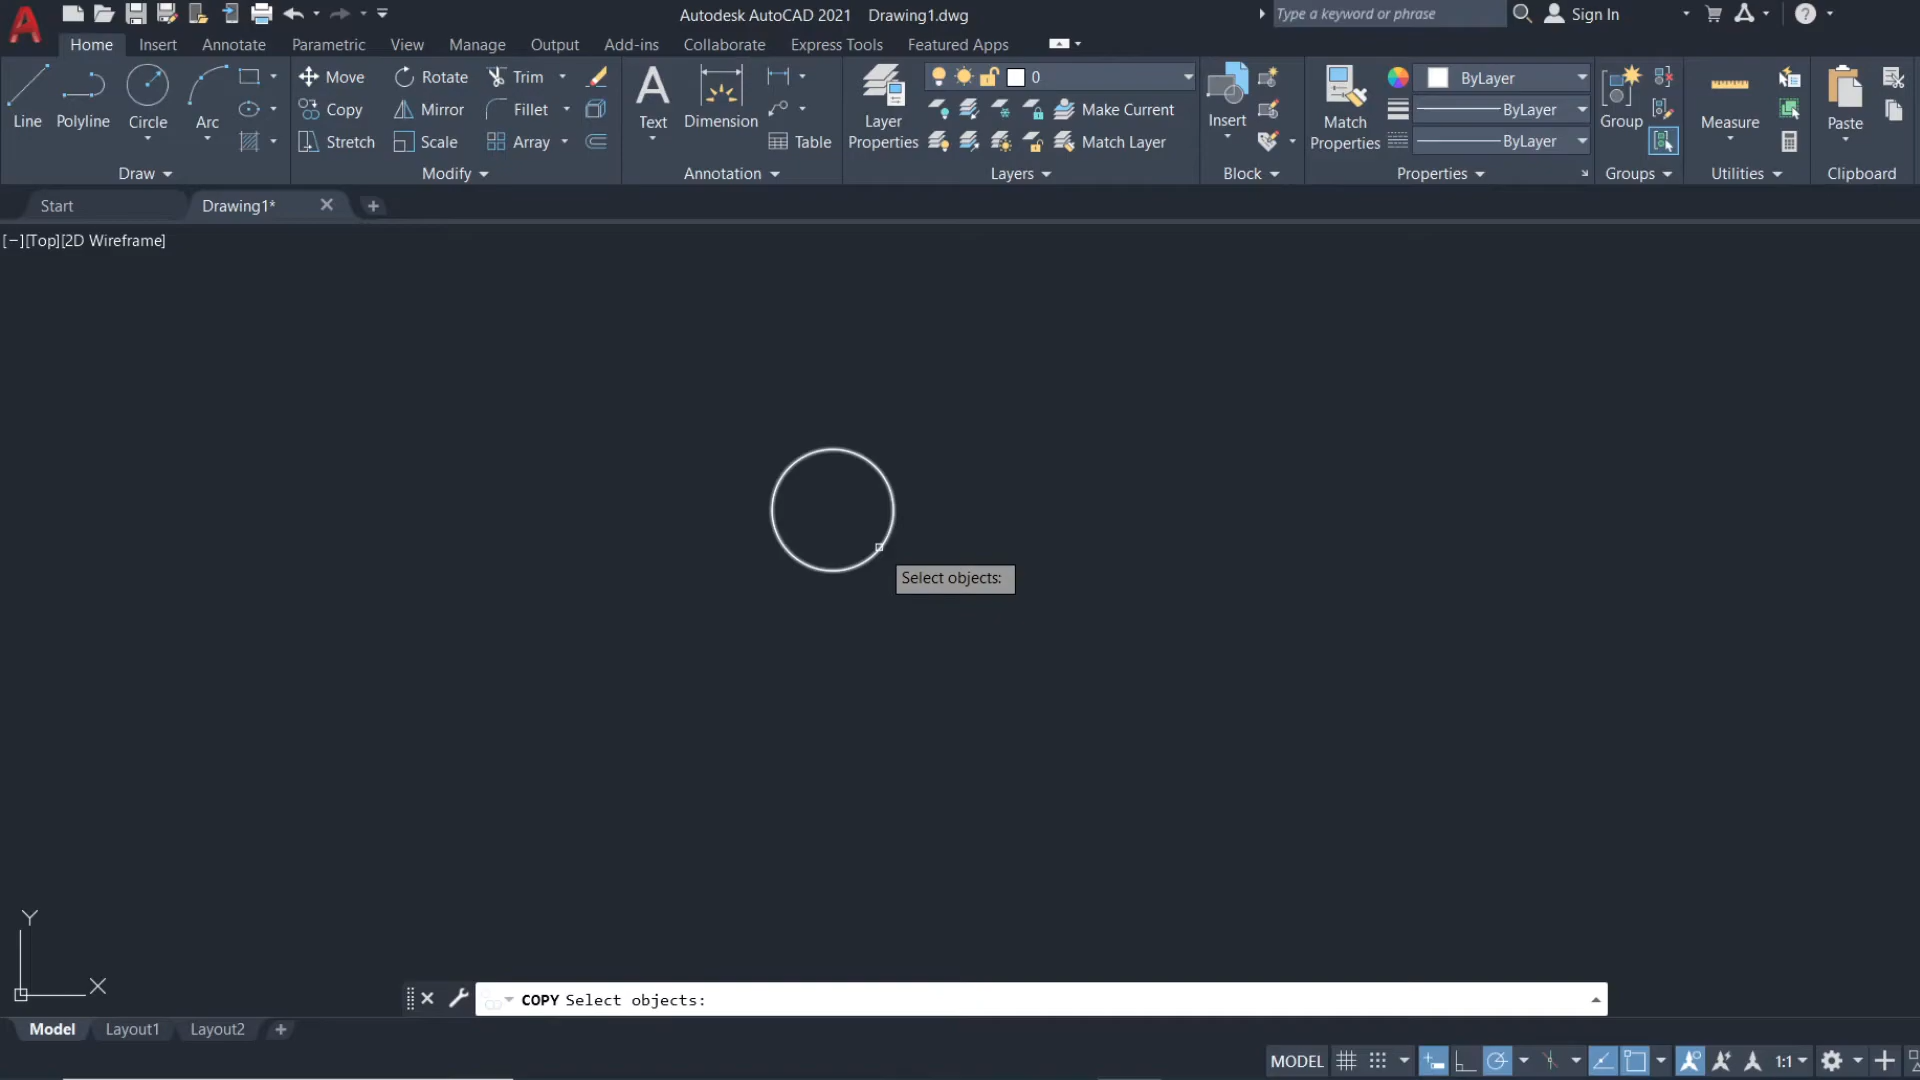 Autodesk AutoCAD 2021 Drawing1.dwg
Type a keyword or phrase
Sign In
Home Insert Annotate Parametric View Manage Output Add-ins Collaborate Express Tools Featured Apps
Line Polyline Circle Arc
Draw
Move Rotate Trim
Copy Mirror Fillet
Stretch Scale Array
Modify
Text Dimension
Table
Annotation
Layer Properties
0
Make Current
Match Layer
Layers
Insert
Block
Match Properties
ByLayer
ByLayer
ByLayer
Properties
Group
Groups
Measure
Utilities
Paste
Clipboard
Start Drawing1*
[−][Top][2D Wireframe]
Select objects:
Y
X
COPY Select objects:
Model Layout1 Layout2
MODEL 1:1